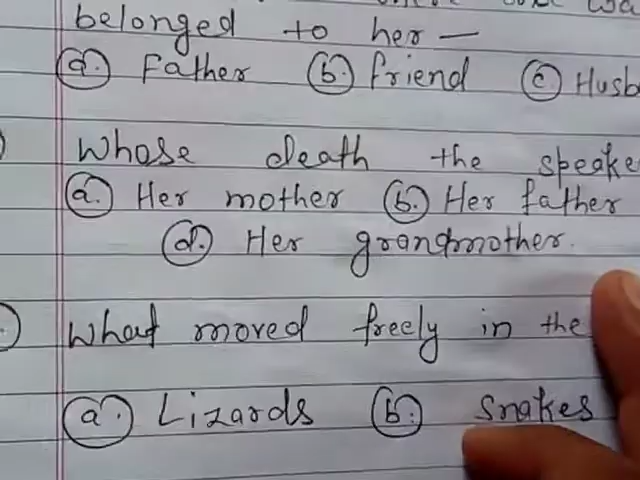 belonged to her —
a. Father b. friend c. Husb
Whose death the speake
a. Her mother b. Her father
d. Her grandmother.
What moved freely in the
a. Lizards b. snakes